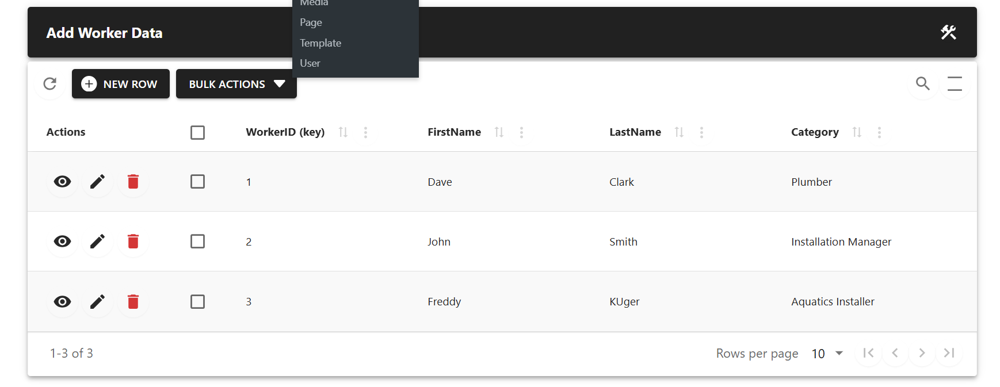 Media
Page
Template
User
Add Worker Data
NEW ROW
BULK ACTIONS
Actions WorkerID (key) FirstName LastName Category
1 Dave Clark Plumber
2 John Smith Installation Manager
3 Freddy KUger Aquatics Installer
1-3 of 3 Rows per page 10